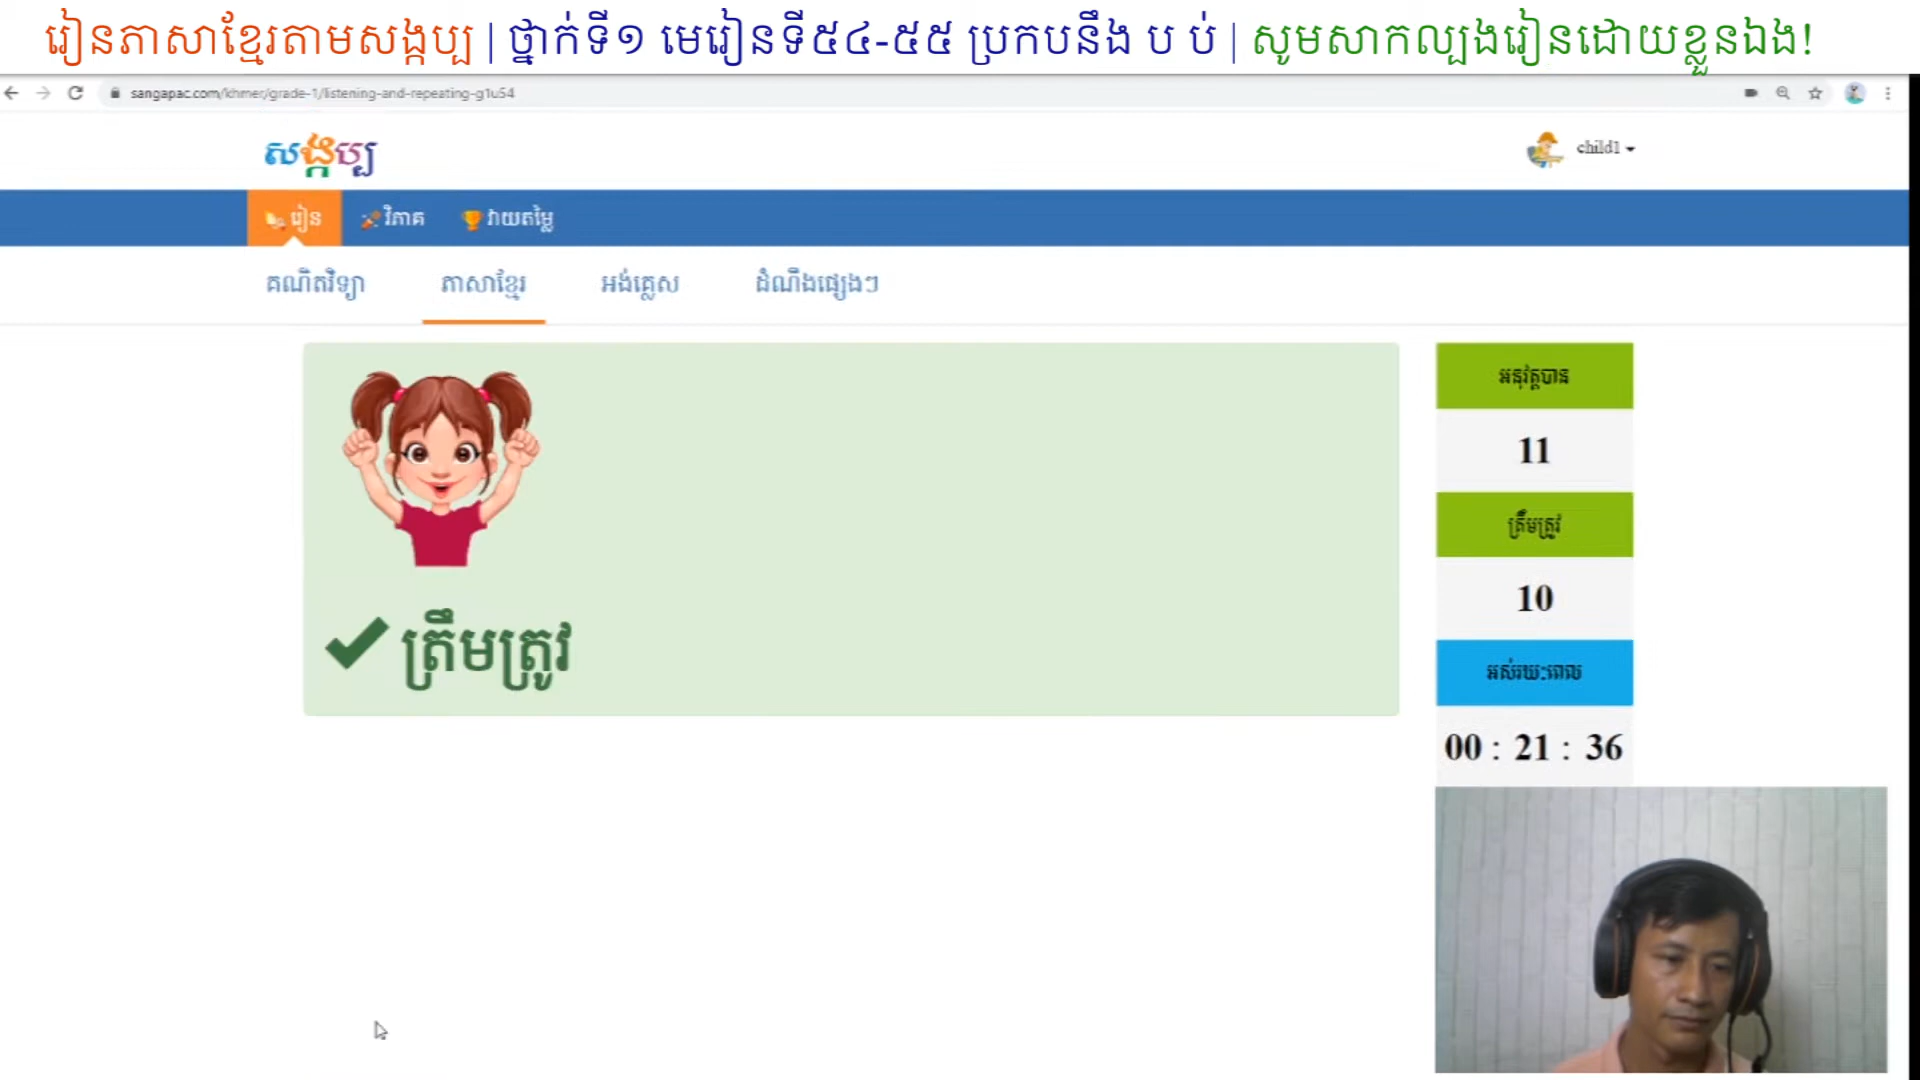 រៀនភាសាខ្មែរតាមសង្កប្ប | ថ្នាក់ទី១ មេរៀនទី៥៤-៥៥ ប្រកបនឹង ប ប់ | សូមសាកល្បងរៀនដោយខ្លួនឯង!
sangapac.com/khmer/grade-1/listening-and-repeating-g1u54
សង្កប្ប
child1
រៀន វិភាគ វាយតម្លៃ
គណិតវិទ្យា ភាសាខ្មែរ អង់គ្លេស ដំណឹងផ្សេងៗ
អនុវត្តបាន
11
ត្រឹមត្រូវ
10
អស់រយៈពេល
00 : 21 : 36
ត្រឹមត្រូវ